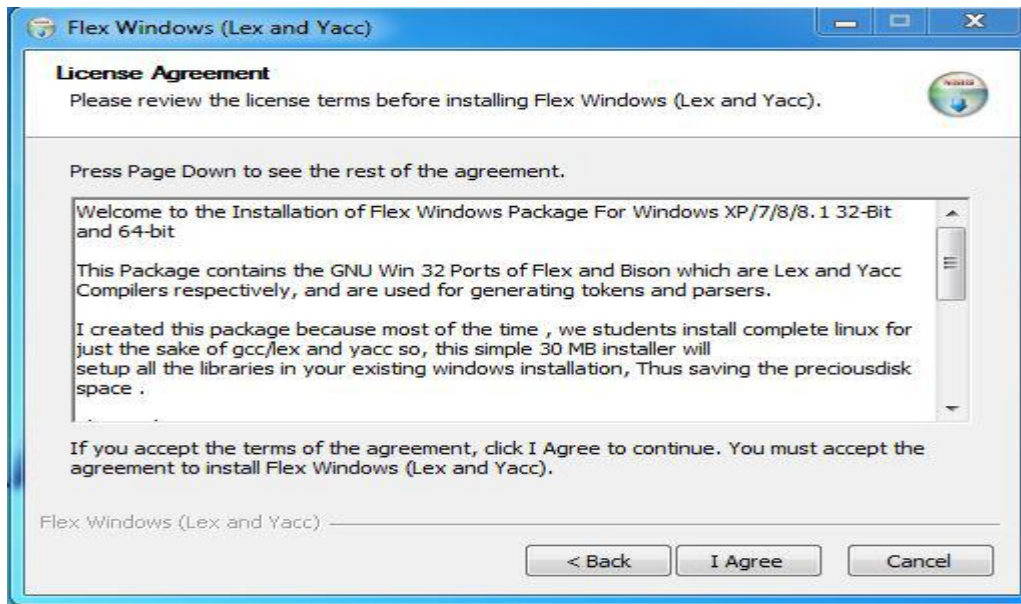 Flex Windows (Lex and Yacc)
License Agreement
Please review the license terms before installing Flex Windows (Lex and Yacc).
Press Page Down to see the rest of the agreement.
Welcome to the Installation of Flex Windows Package For Windows XP/7/8/8.1 32-Bit
and 64-bit
This Package contains the GNU Win 32 Ports of Flex and Bison which are Lex and Yacc
Compilers respectively, and are used for generating tokens and parsers.
I created this package because most of the time , we students install complete linux for
just the sake of gcc/lex and yacc so, this simple 30 MB installer will
setup all the libraries in your existing windows installation, Thus saving the preciousdisk
space .
If you accept the terms of the agreement, click I Agree to continue. You must accept the
agreement to install Flex Windows (Lex and Yacc).
Flex Windows (Lex and Yacc)
< Back
I Agree
Cancel